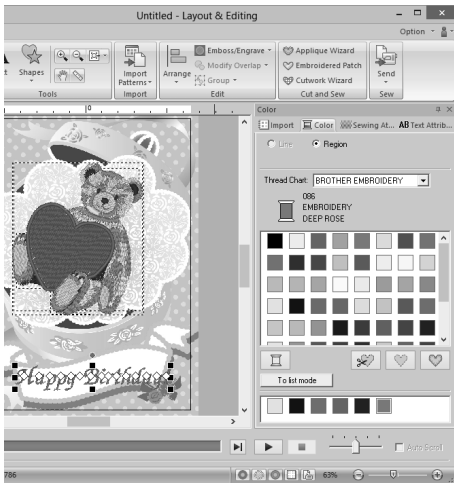 Untitled - Layout & Editing
Option
Shapes
Tools
Import
Patterns
Import
Arrange
Emboss/Engrave
Modify Overlap
Group
Edit
Applique Wizard
Embroidered Patch
Cutwork Wizard
Cut and Sew
Send
Sew
0
Color
Import Color Sewing At... AB Text Attrib...
Line Region
Thread Chart: BROTHER EMBROIDERY
086
EMBROIDERY
DEEP ROSE
To list mode
Happy Birthday
Auto Scroll
786
63%